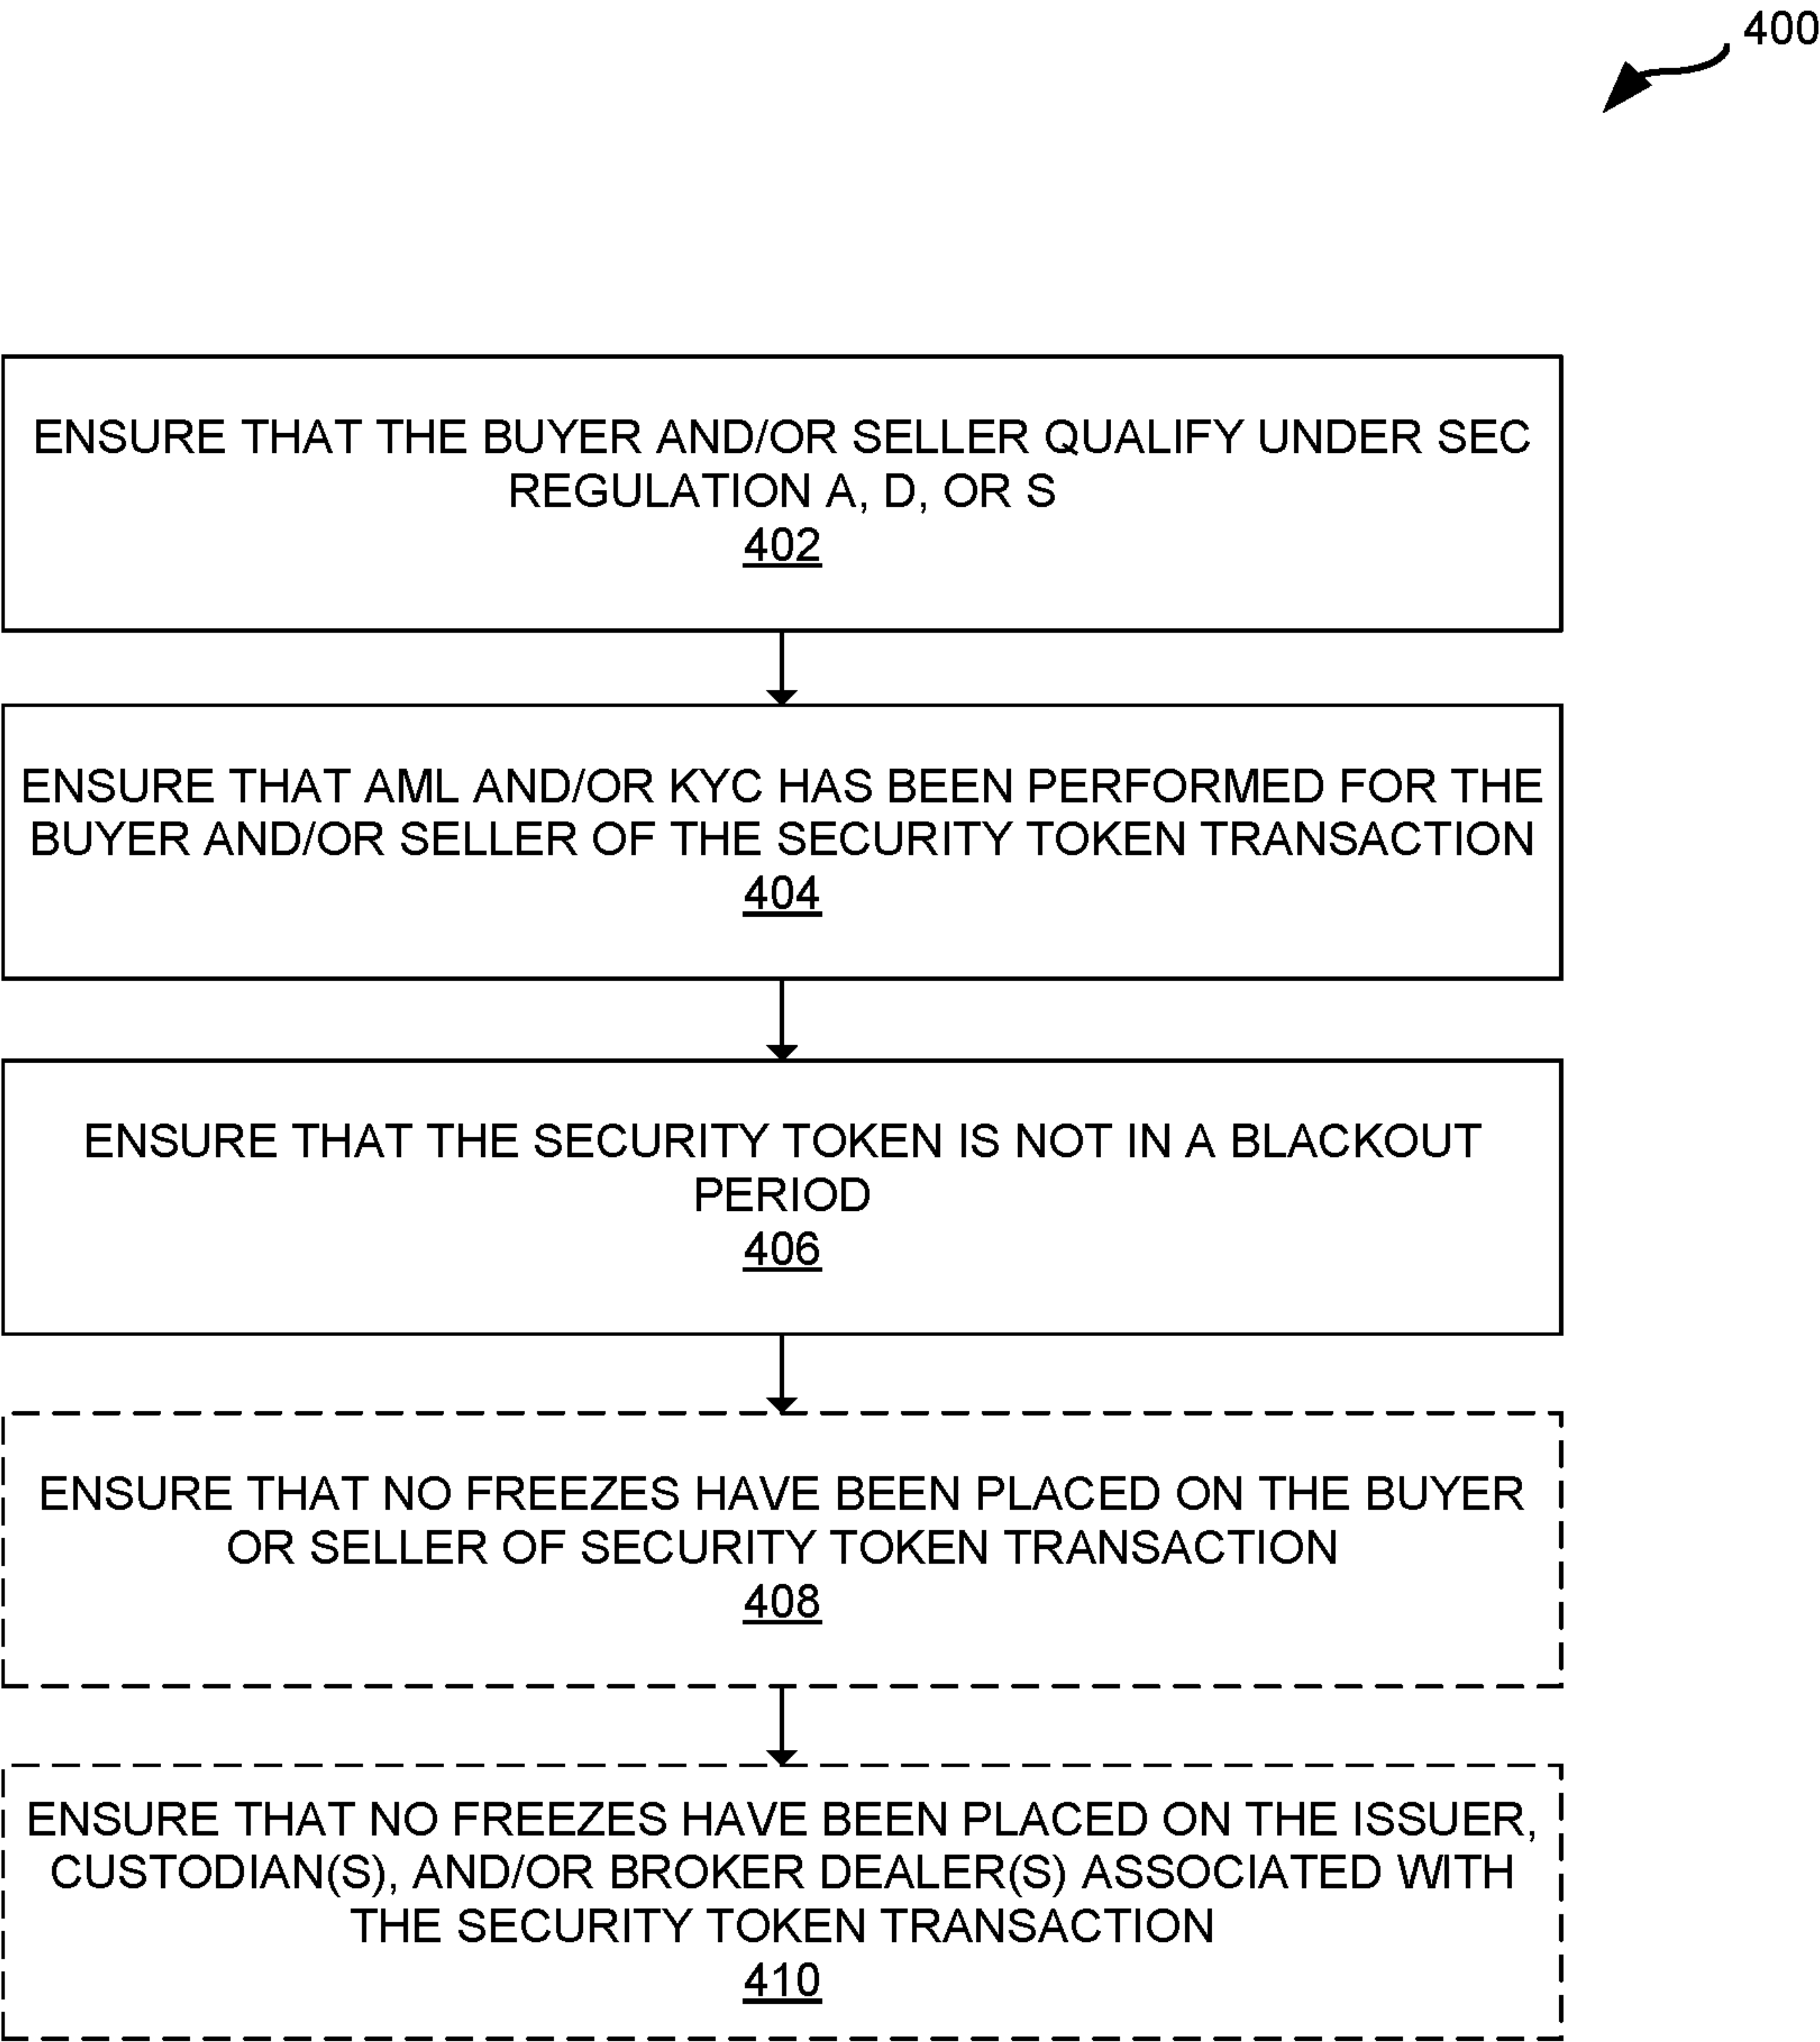 400
ENSURE THAT THE BUYER AND/OR SELLER QUALIFY UNDER SEC
REGULATION A, D, OR S
402
ENSURE THAT AML AND/OR KYC HAS BEEN PERFORMED FOR THE
BUYER AND/OR SELLER OF THE SECURITY TOKEN TRANSACTION
404
ENSURE THAT THE SECURITY TOKEN IS NOT IN A BLACKOUT
PERIOD
406
ENSURE THAT NO FREEZES HAVE BEEN PLACED ON THE BUYER
OR SELLER OF SECURITY TOKEN TRANSACTION
408
ENSURE THAT NO FREEZES HAVE BEEN PLACED ON THE ISSUER,
CUSTODIAN(S), AND/OR BROKER DEALER(S) ASSOCIATED WITH
THE SECURITY TOKEN TRANSACTION
410